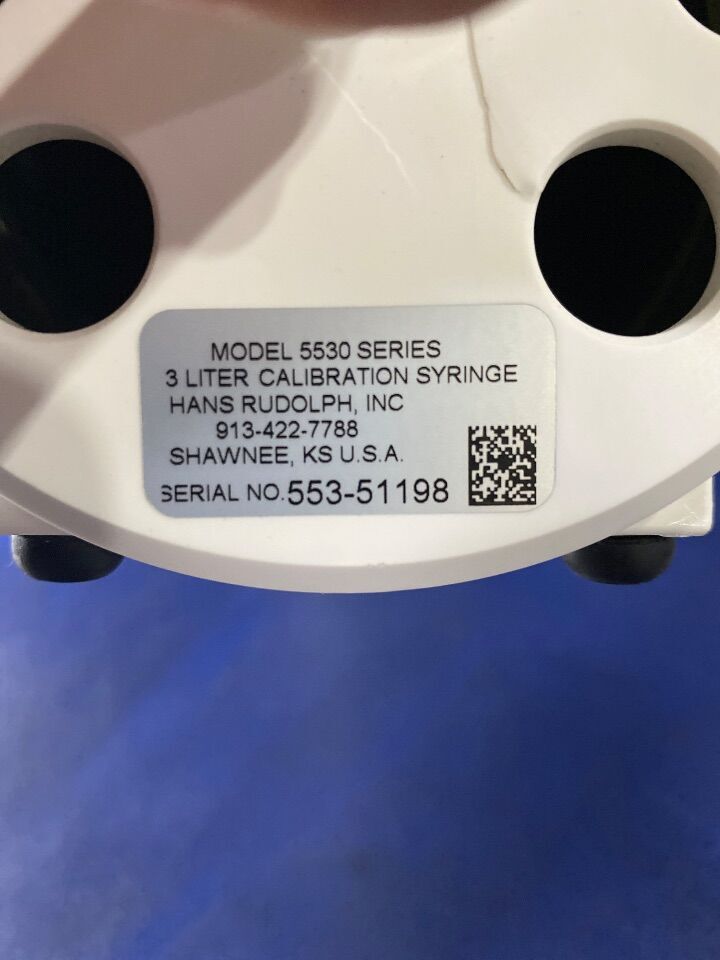 MODEL 5530 SERIES
3 LITER CALIBRATION SYRINGE
HANS RUDOLPH, INC
913-422-7788
SHAWNEE, KS U.S.A.
SERIAL NO. 553-51198